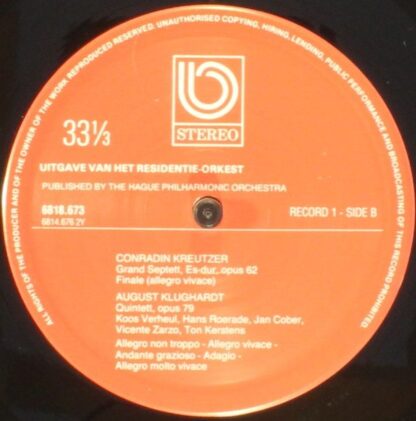 ALL RIGHTS OF THE PRODUCER AND OF THE OWNER OF THE WORK REPRODUCED RESERVED. UNAUTHORISED COPYING, HIRING, LENDING, PUBLIC PERFORMANCE AND BROADCASTING OF THIS RECORD PROHIBITED
b
STEREO
33⅓
UITGAVE VAN HET RESIDENTIE-ORKEST
PUBLISHED BY THE HAGUE PHILHARMONIC ORCHESTRA
6818.673
6814.676 2Y
RECORD 1 - SIDE B
CONRADIN KREUTZER
Grand Septett, Es-dur, opus 62
Finale (allegro vivace)
AUGUST KLUGHARDT
Quintett, opus 79
Koos Verheul, Hans Roerade, Jan Cober,
Vicente Zarzo, Ton Kerstens
Allegro non troppo - Allegro vivace -
Andante grazioso - Adagio -
Allegro molto vivace